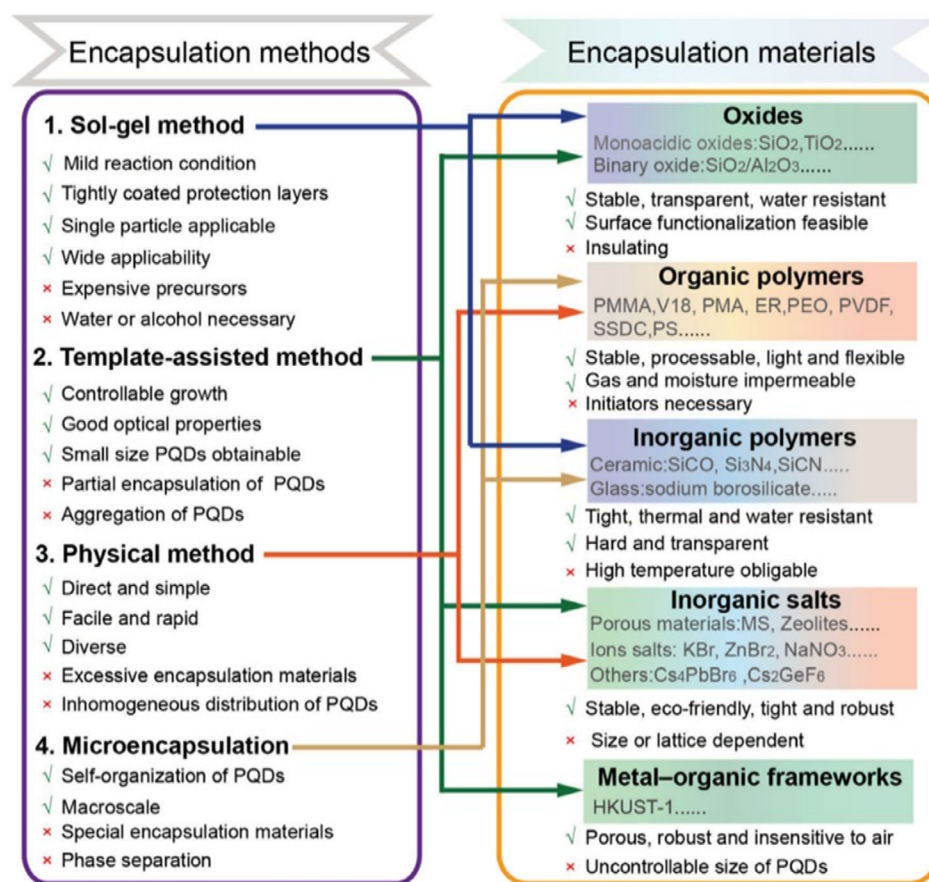 Encapsulation methods
1. Sol-gel method
√ Mild reaction condition
√ Tightly coated protection layers
√ Single particle applicable
√ Wide applicability
× Expensive precursors
× Water or alcohol necessary
2. Template-assisted method
√ Controllable growth
√ Good optical properties
√ Small size PQDs obtainable
× Partial encapsulation of PQDs
× Aggregation of PQDs
3. Physical method
√ Direct and simple
√ Facile and rapid
√ Diverse
× Excessive encapsulation materials
× Inhomogeneous distribution of PQDs
4. Microencapsulation
√ Self-organization of PQDs
√ Macroscale
× Special encapsulation materials
× Phase separation
Encapsulation materials
Oxides
Monoacidic oxides:SiO2,TiO2......
Binary oxide:SiO2/Al2O3......
√ Stable, transparent, water resistant
√ Surface functionalization feasible
× Insulating
Organic polymers
PMMA,V18, PMA, ER,PEO, PVDF,
SSDC,PS......
√ Stable, processable, light and flexible
√ Gas and moisture impermeable
× Initiators necessary
Inorganic polymers
Ceramic:SiCO, Si3N4,SiCN.....
Glass:sodium borosilicate.....
√ Tight, thermal and water resistant
√ Hard and transparent
× High temperature obligable
Inorganic salts
Porous materials:MS, Zeolites......
Ions salts: KBr, ZnBr2, NaNO3......
Others:Cs4PbBr6 ,Cs2GeF6
√ Stable, eco-friendly, tight and robust
× Size or lattice dependent
Metal–organic frameworks
HKUST-1......
√ Porous, robust and insensitive to air
× Uncontrollable size of PQDs